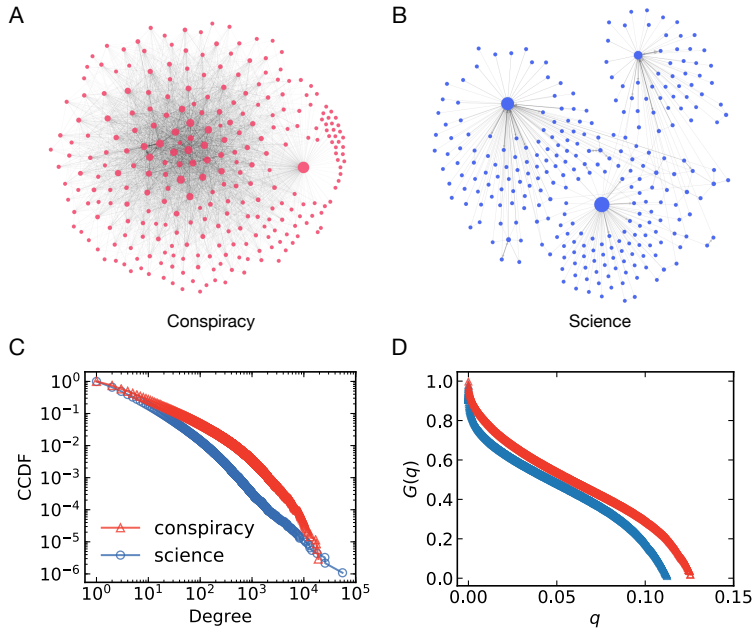 A
B
Conspiracy
Science
C
D
10^0
10^-1
10^-2
10^-3
10^-4
10^-5
10^-6
CCDF
conspiracy
science
10^0 10^1 10^2 10^3 10^4 10^5
Degree
1.0
0.8
0.6
0.4
0.2
0.0
G(q)
0.00 0.05 0.10 0.15
q